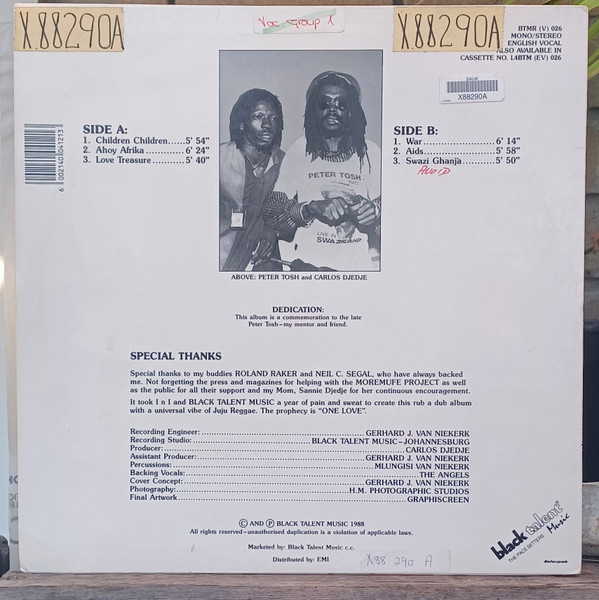 X.88290A
Voc Group X
X.88290A
BTMR (V) 026
MONO/STEREO
ENGLISH VOCAL
ALSO AVAILABLE IN
CASSETTE NO. L4BTM (EV) 026
X88290A
6 002140 041213
SIDE A:
1. Children Children.....5' 54"
2. Ahoy Afrika..........6' 24"
3. Love Treasure..........5' 40"
SIDE B:
1. War....................6' 14"
2. Aids....................5' 58"
3. Swazi Ghanja..........5' 50"
AVOID
PETER TOSH
LIVE IN
SWAZILAND
ABOVE: PETER TOSH and CARLOS DJEDJE
DEDICATION:
This album is a commemoration to the late
Peter Tosh–my mentor and friend.
SPECIAL THANKS
Special thanks to my buddies ROLAND RAKER and NEIL C. SEGAL, who have always backed
me. Not forgetting the press and magazines for helping with the MOREMUFE PROJECT as well
as the public for all their support and my Mom, Sannie Djedje for her continuous encouragement.
It took I n I and BLACK TALENT MUSIC a year of pain and sweat to create this rub a dub album
with a universal vibe of Juju Reggae. The prophecy is "ONE LOVE".
Recording Engineer:..........GERHARD J. VAN NIEKERK
Recording Studio:..........BLACK TALENT MUSIC–JOHANNESBURG
Producer:..........CARLOS DJEDJE
Assistant Producer:..........GERHARD J. VAN NIEKERK
Percussions:..........MLUNGISI VAN NIEKERK
Backing Vocals:..........THE ANGELS
Cover Concept:..........GERHARD J. VAN NIEKERK
Photography:..........H.M. PHOTOGRAPHIC STUDIOS
Final Artwork..........GRAPHISCREEN
© AND ℗ BLACK TALENT MUSIC 1988
All rights reserved–unauthorised duplication is a violation of applicable laws.
Marketed by: Black Talent Music c.c.
Distributed by: EMI
X88 290 A
black talent
Music
THE PACE SETTERS